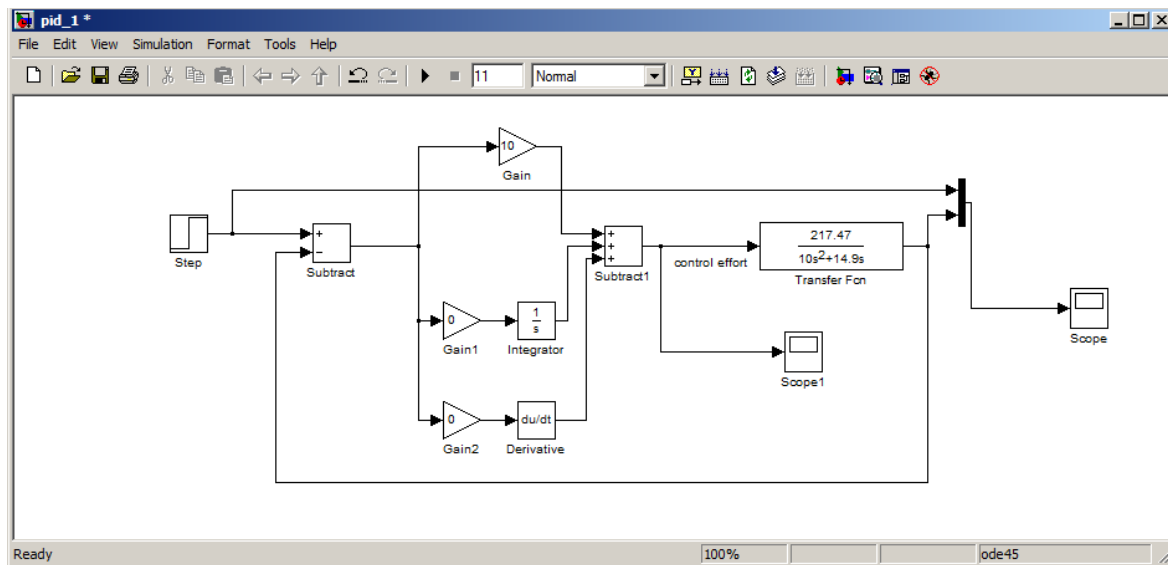 pid_1 *
File Edit View Simulation Format Tools Help
11 Normal
10
Gain
Step
+
−
Subtract
+
+
+
Subtract1
control effort
217.47
10s²+14.9s
Transfer Fcn
0
Gain1
1
s
Integrator
Scope
Scope1
0
Gain2
du/dt
Derivative
Ready 100% ode45